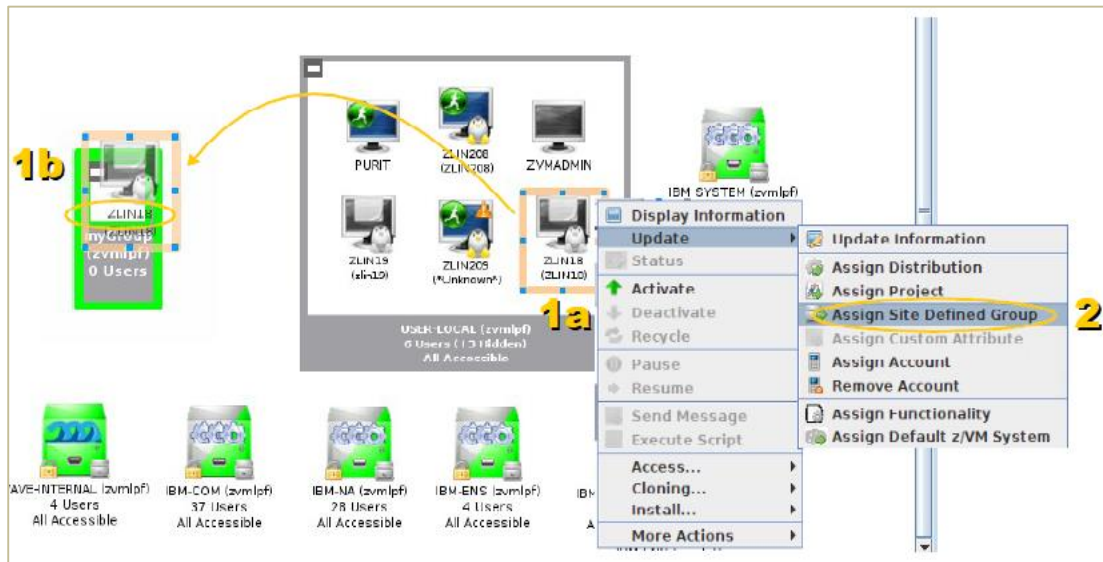 1b
ZLIN18
(ZLIN18)
myGroup
(zvmlpf)
0 Users
PURIT
ZLIN208
(ZLIN208)
ZVMADMIN
ZLIN19
(zlin19)
ZLIN209
(*Unknown*)
ZLIN18
1a
USER-LOCAL (zvmlpf)
6 Users (13 Hidden)
All Accessible
IBM SYSTEM (zvmlpf)
Display Information
Update
Status
Activate
Deactivate
Recycle
Pause
Resume
Send Message
Execute Script
Access...
Cloning...
Install...
More Actions
Update Information
Assign Distribution
Assign Project
Assign Site Defined Group
2
Assign Custom Attribute
Assign Account
Remove Account
Assign Functionality
Assign Default z/VM System
AVE-INTERNAL (zvmlpf)
4 Users
All Accessible
IBM-COM (zvmlpf)
37 Users
All Accessible
IBM-NA (zvmlpf)
28 Users
All Accessible
IBM-ENS (zvmlpf)
4 Users
All Accessible
IBM
A